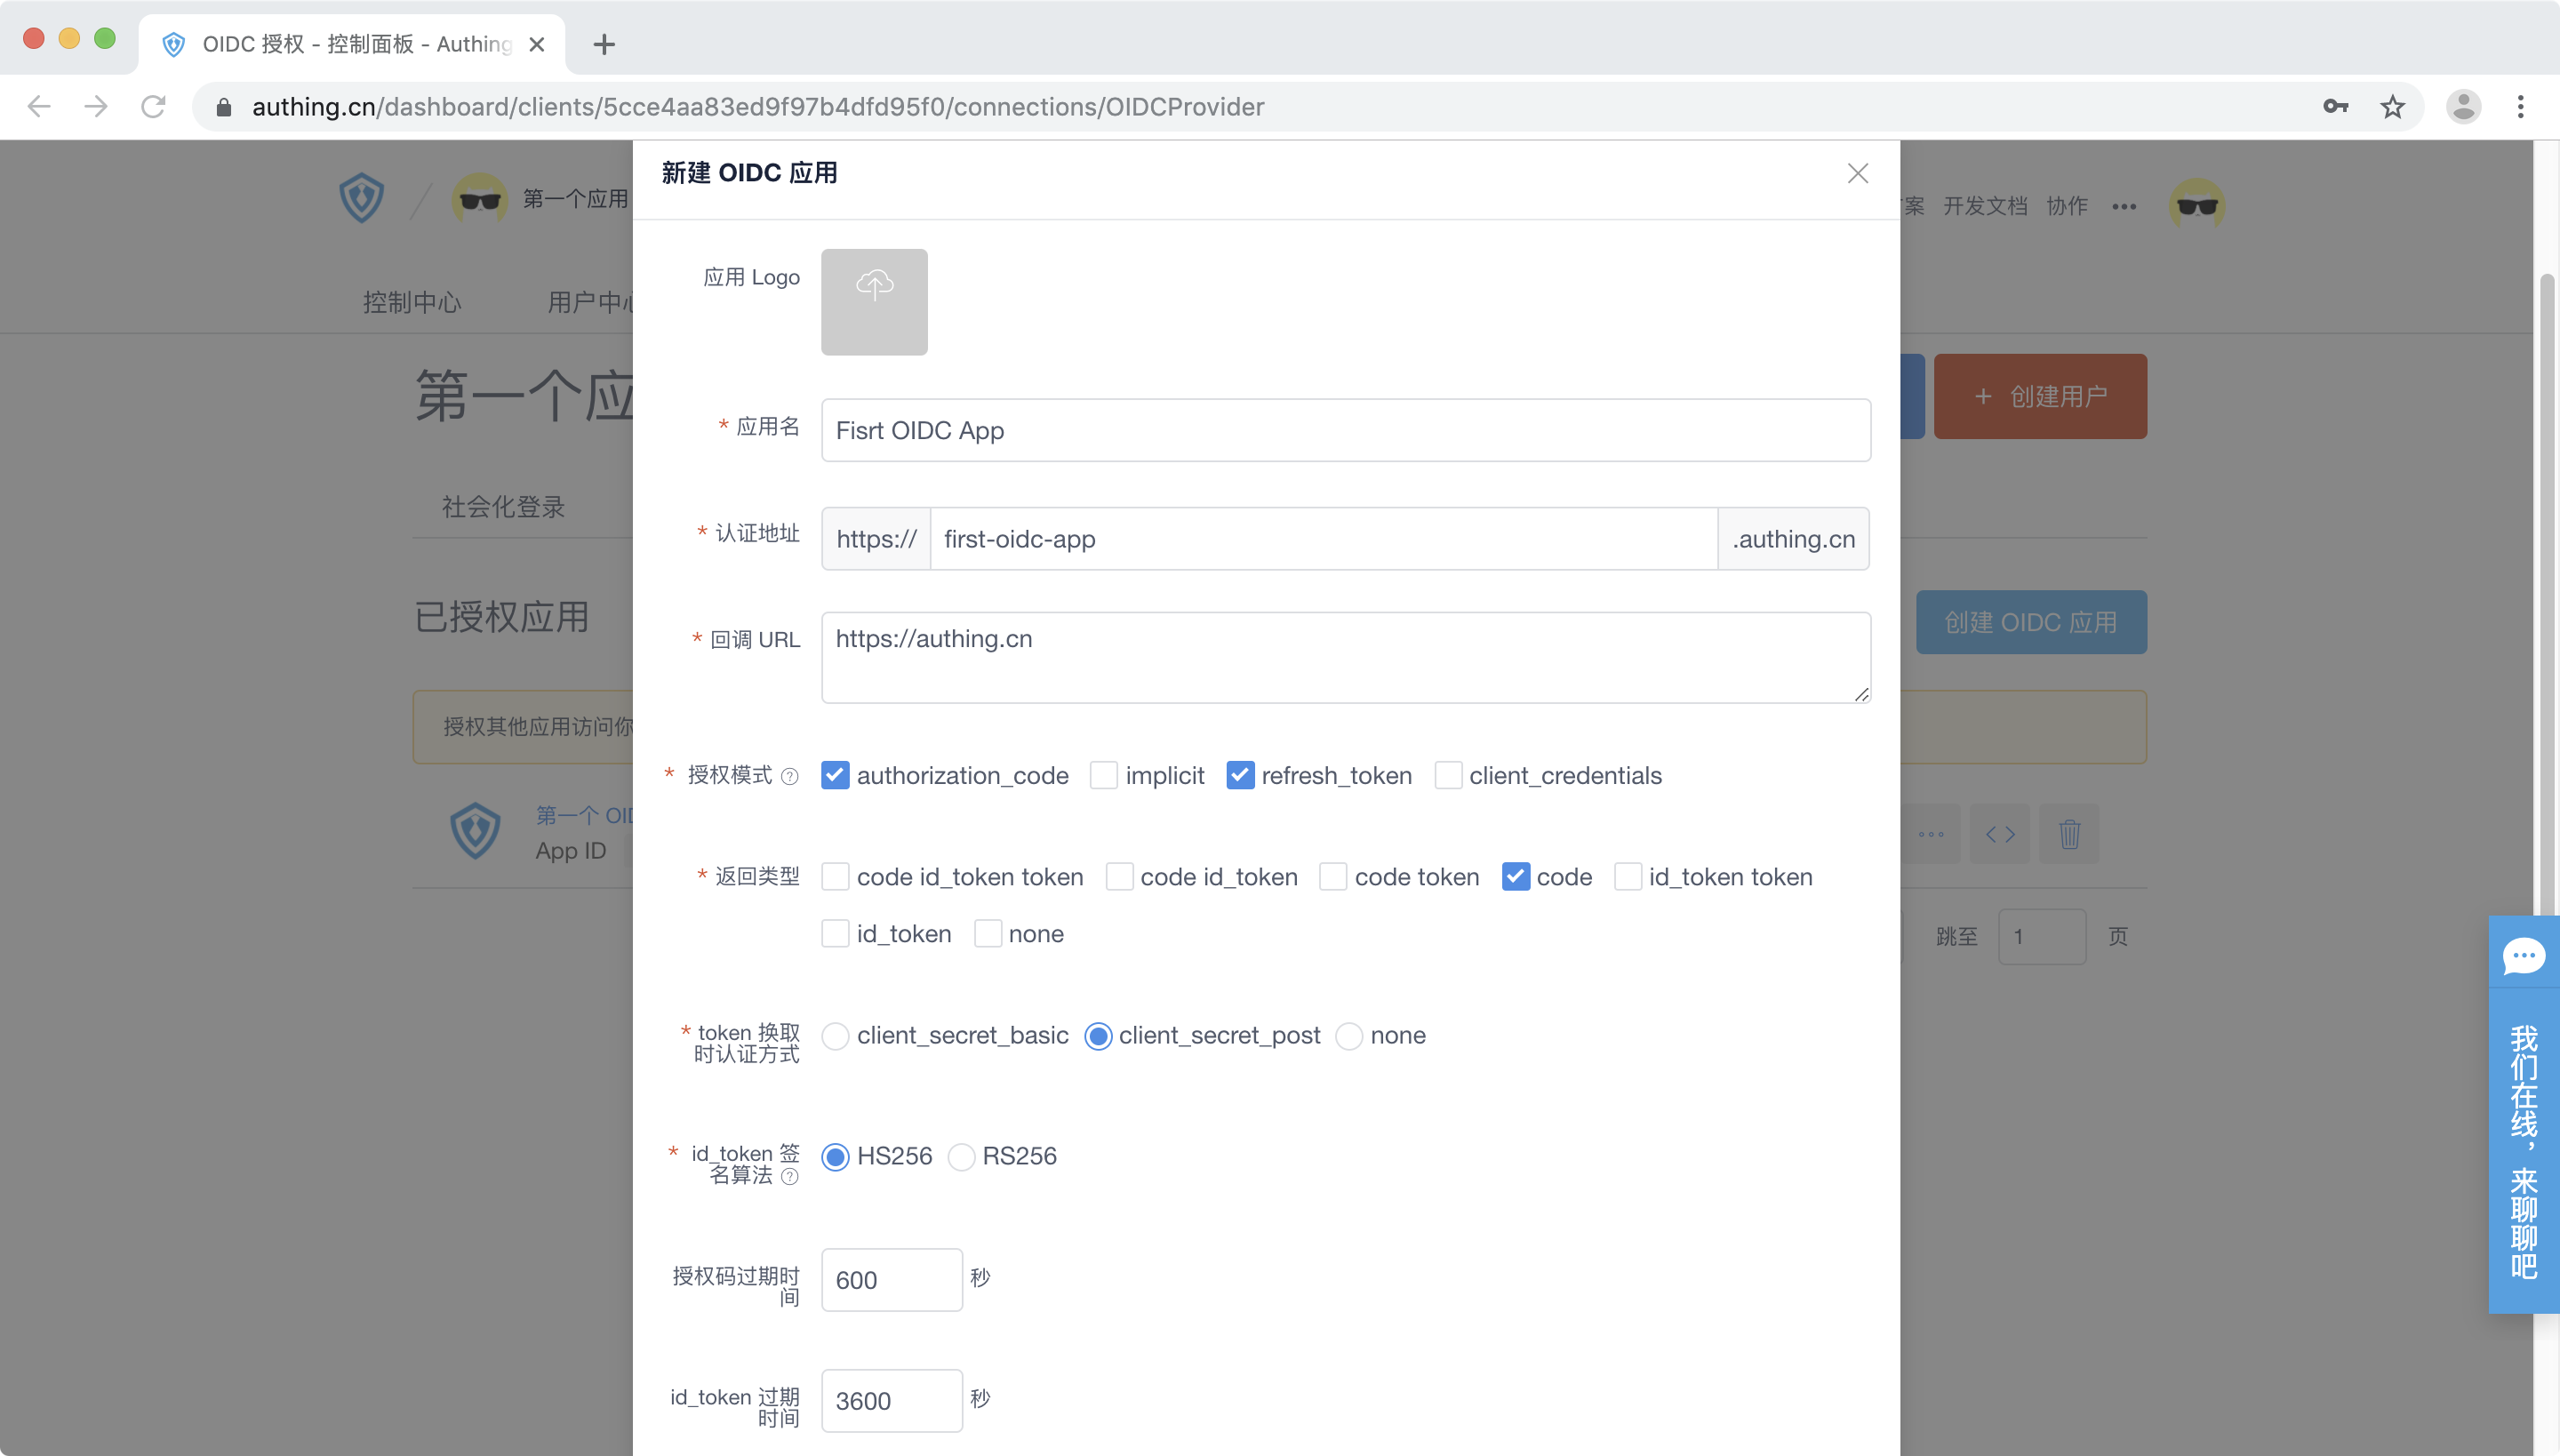 OIDC 授权 - 控制面板 - Authing
authing.cn/dashboard/clients/5cce4aa83ed9f97b4dfd95f0/connections/OIDCProvider
第一个应用
案 开发文档 协作
控制中心 用户中心
第一个应
+ 创建用户
社会化登录
已授权应用
创建 OIDC 应用
授权其他应用访问你
第一个 OID
App ID
跳至 1 页
新建 OIDC 应用
应用 Logo
* 应用名 Fisrt OIDC App
* 认证地址 https:// first-oidc-app .authing.cn
* 回调 URL https://authing.cn
* 授权模式 ? authorization_code implicit refresh_token client_credentials
* 返回类型 code id_token token code id_token code token code id_token token
id_token none
* token 换取
时认证方式 client_secret_basic client_secret_post none
* id_token 签
名算法 ? HS256 RS256
授权码过期时
间 600 秒
id_token 过期
时间 3600 秒
我们在线，来聊聊吧